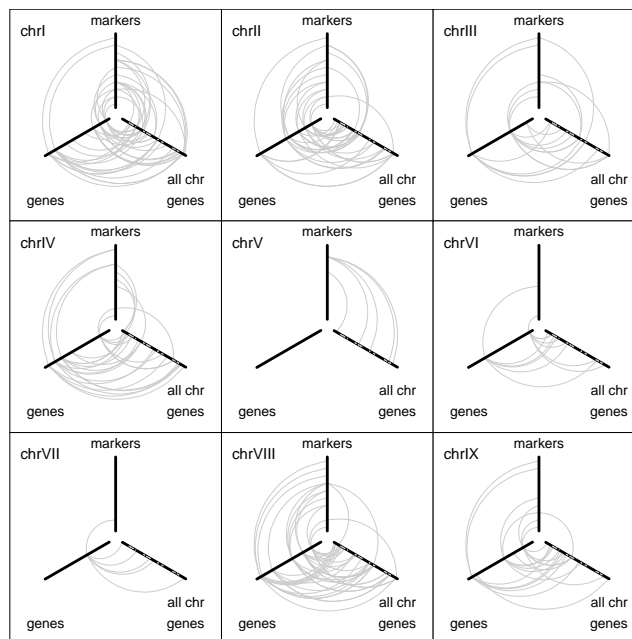 markers
chrI
genes
all chr
genes
markers
chrII
genes
all chr
genes
markers
chrIII
genes
all chr
genes
markers
chrIV
genes
all chr
genes
markers
chrV
genes
all chr
genes
markers
chrVI
genes
all chr
genes
markers
chrVII
genes
all chr
genes
markers
chrVIII
genes
all chr
genes
markers
chrIX
genes
all chr
genes